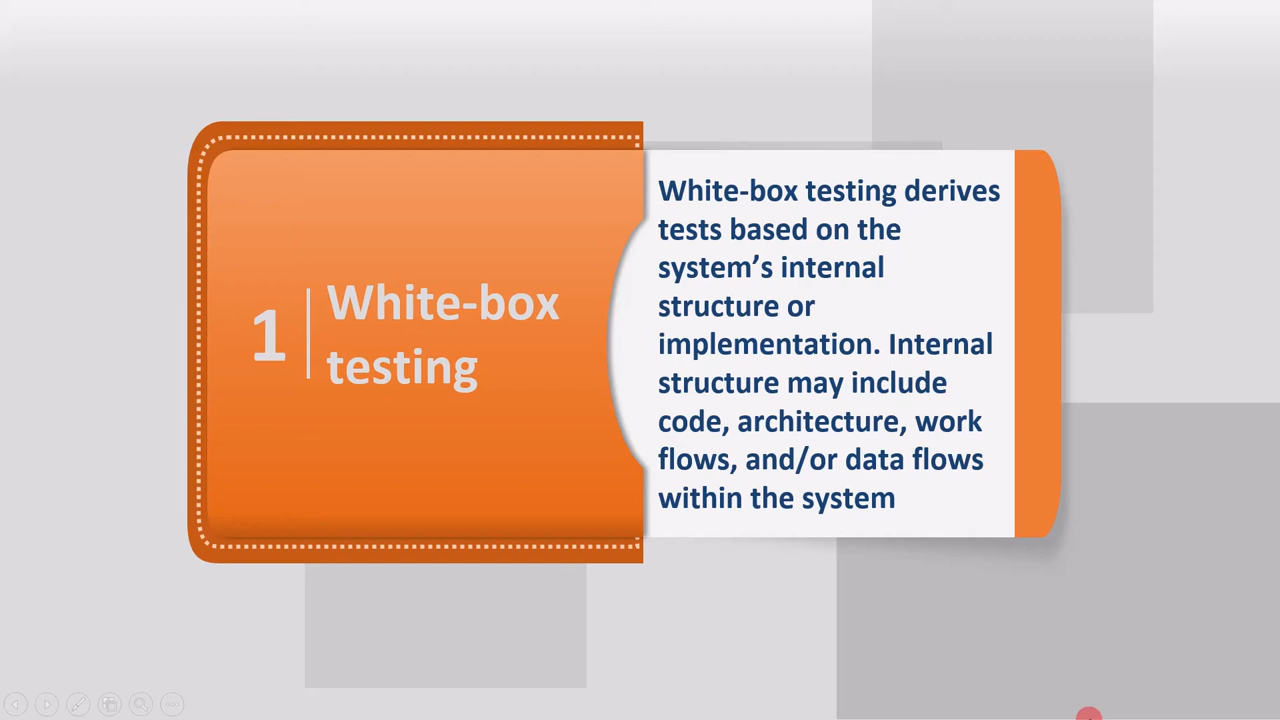 1
White-box
testing
White-box testing derives
tests based on the
system’s internal
structure or
implementation. Internal
structure may include
code, architecture, work
flows, and/or data flows
within the system